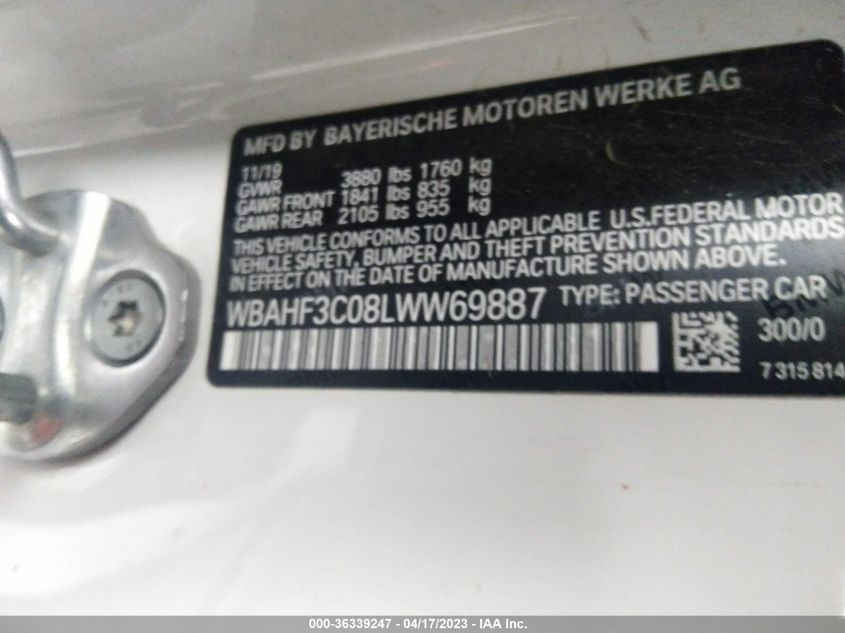 MFD BY BAYERISCHE MOTOREN WERKE AG
11/19
GVWR 3880 lbs 1760 kg
GAWR FRONT 1841 lbs 835 kg
GAWR REAR 2105 lbs 955 kg
THIS VEHICLE CONFORMS TO ALL APPLICABLE U.S.FEDERAL MOTOR
VEHICLE SAFETY, BUMPER AND THEFT PREVENTION STANDARDS
IN EFFECT ON THE DATE OF MANUFACTURE SHOWN ABOVE.
WBAHF3C08LWW69887 TYPE: PASSENGER CAR
300/0
7 315 814
000-36339247 - 04/17/2023 - IAA Inc.